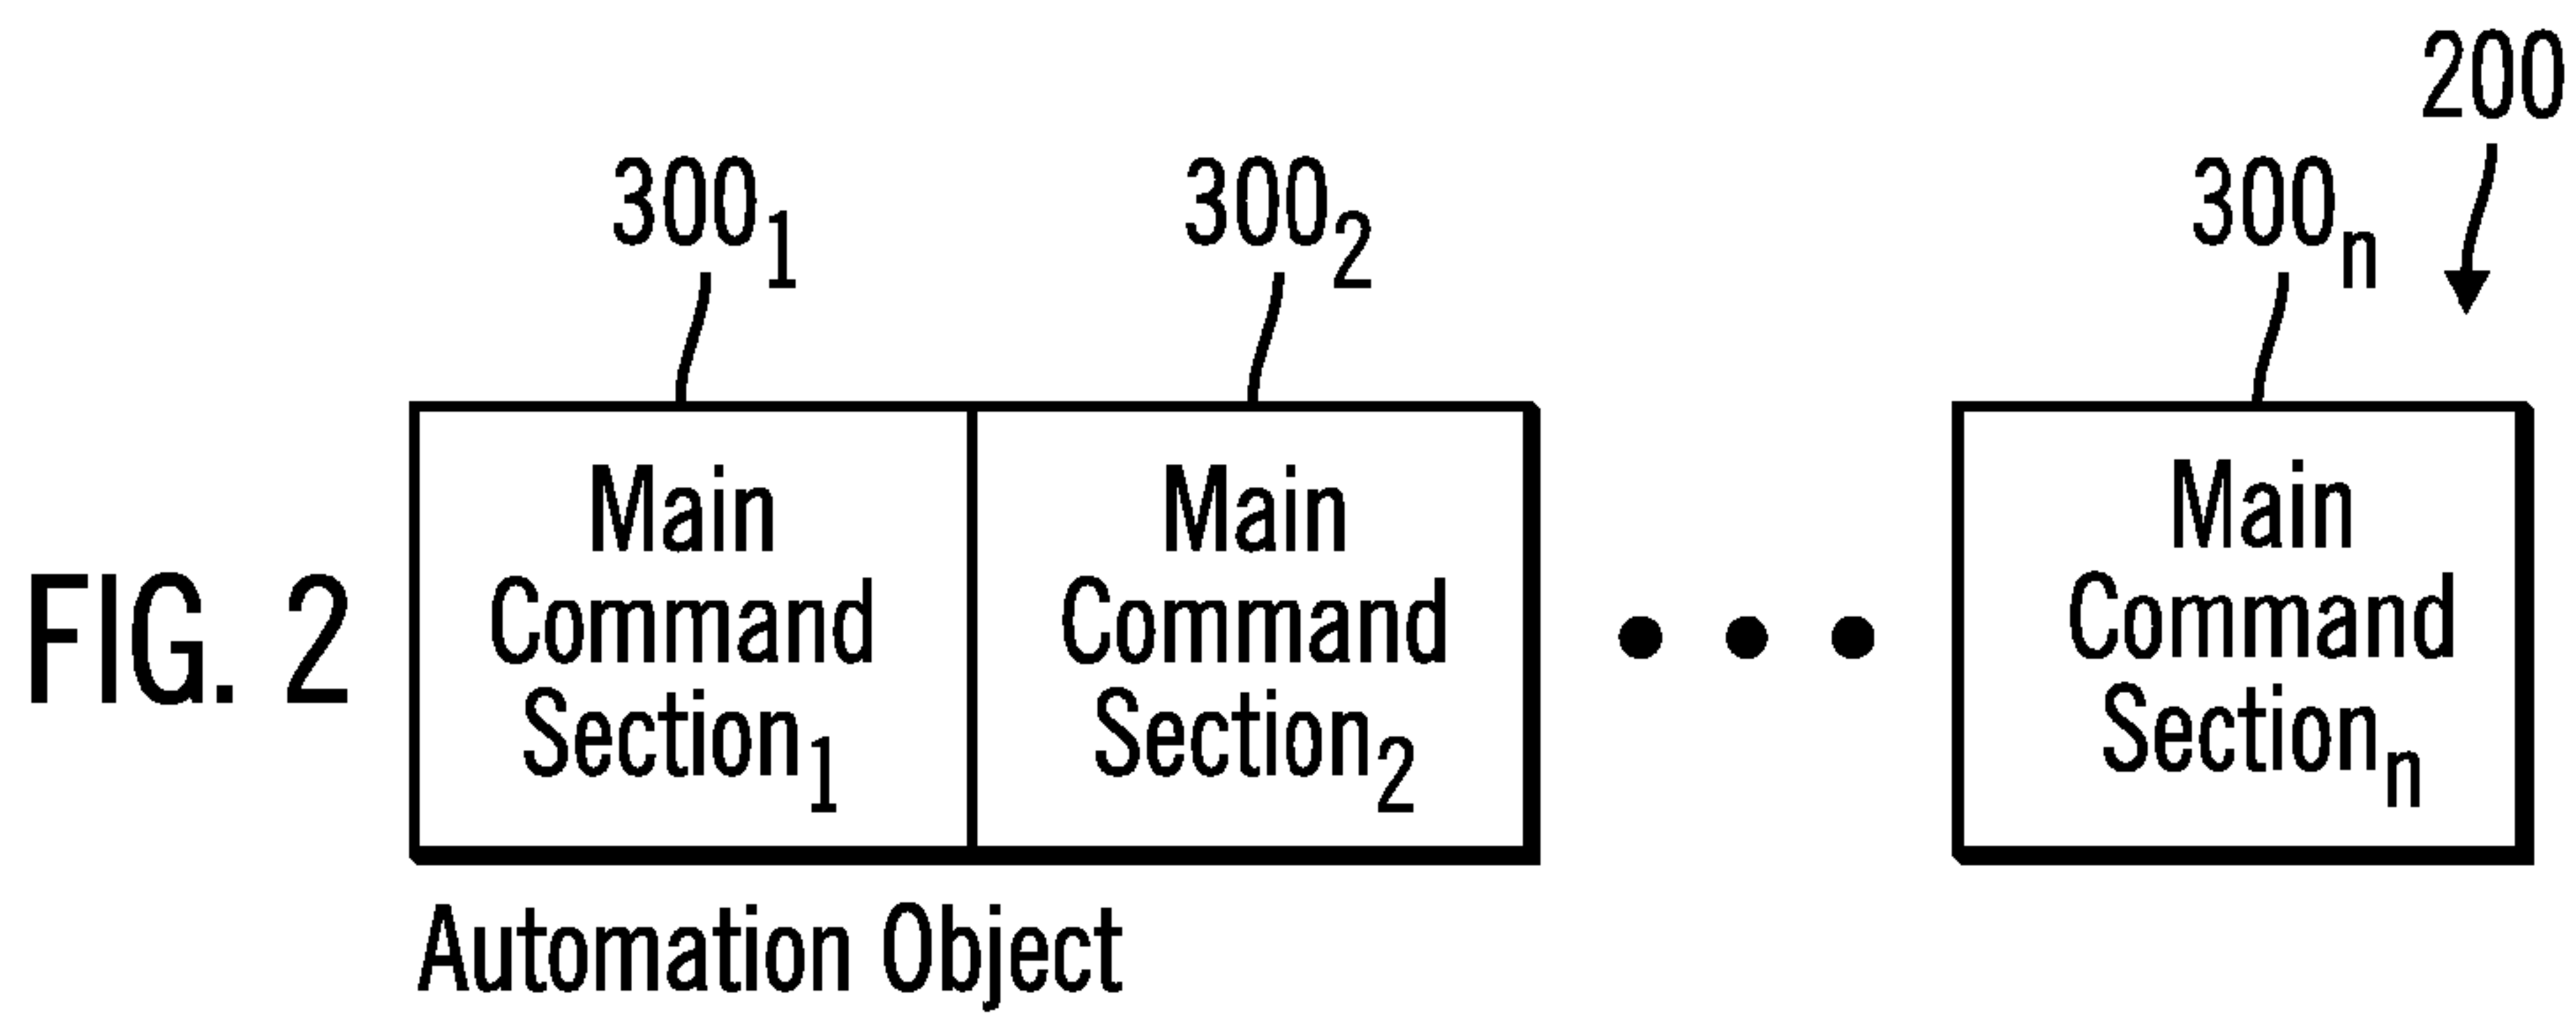 200
300₁ 300₂ 300ₙ
Main Command Section₁
Main Command Section₂
Main Command Sectionₙ
FIG. 2
Automation Object